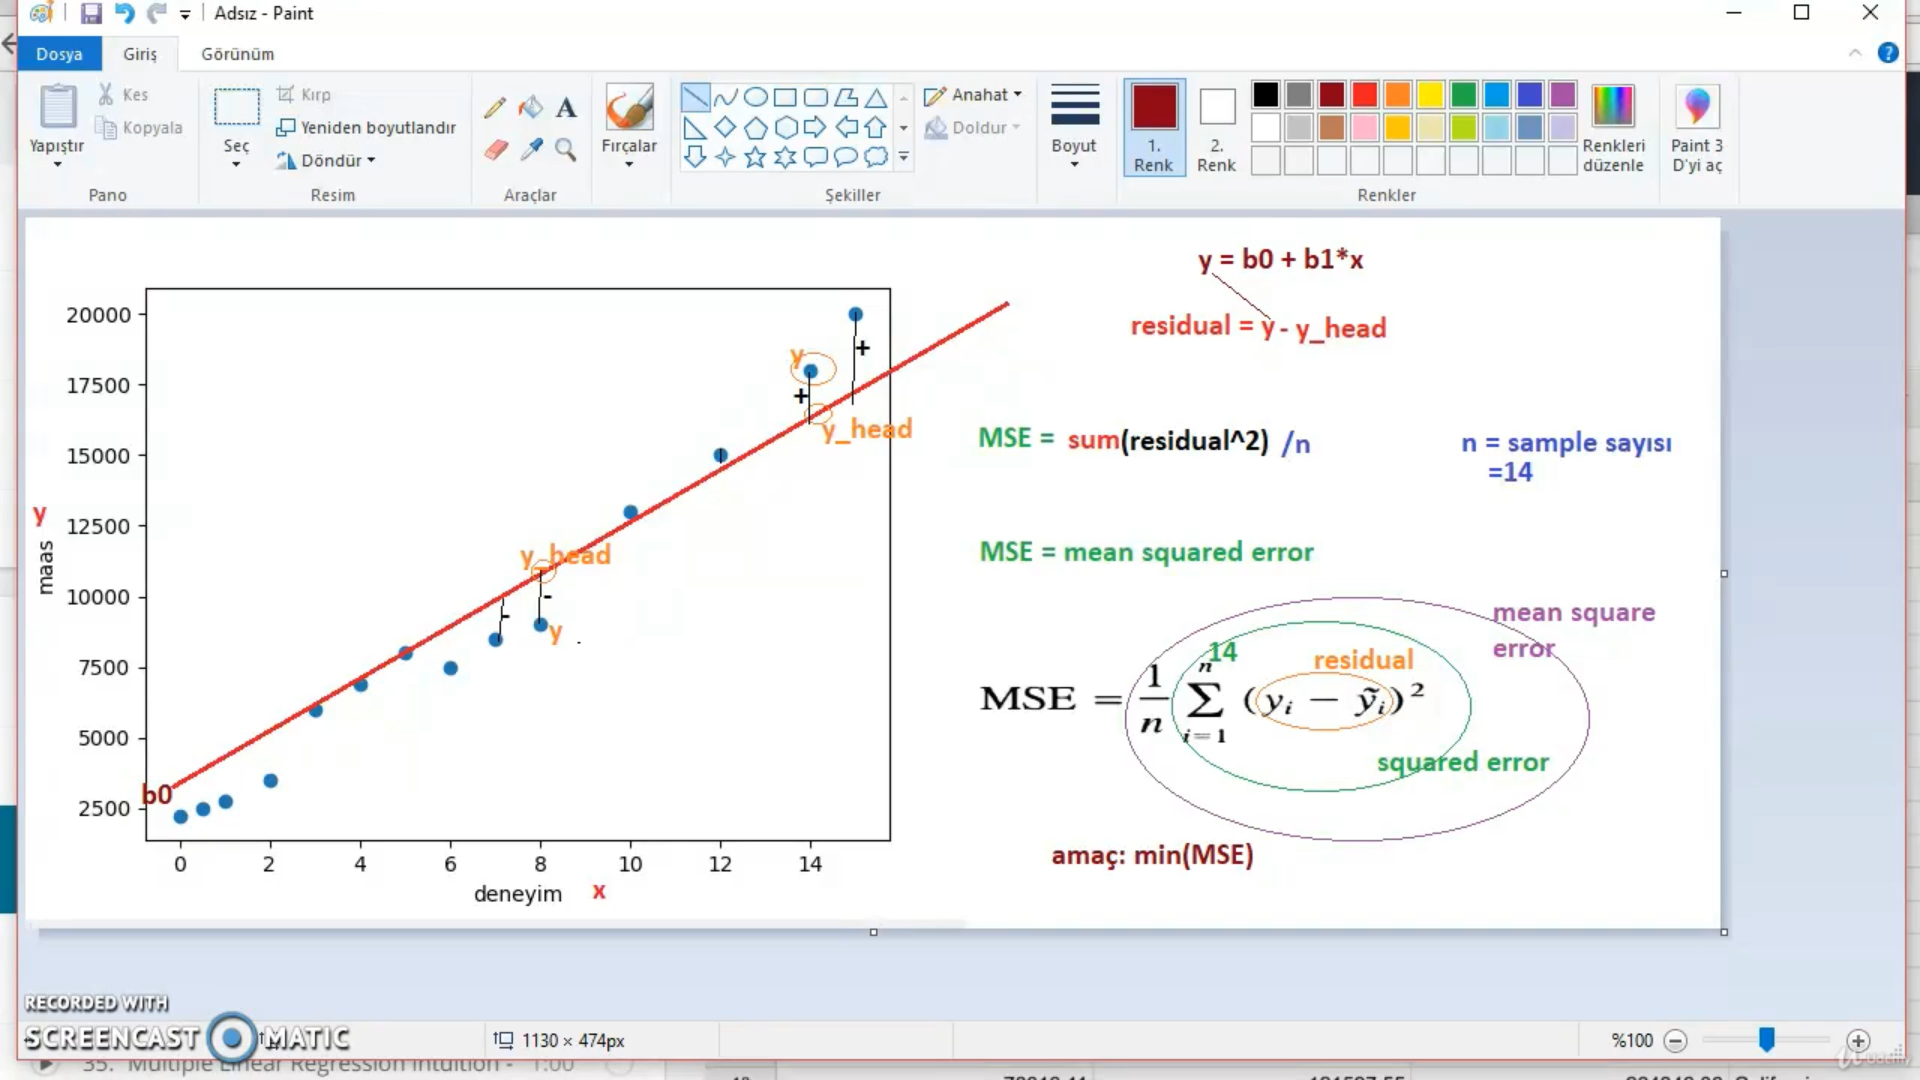 Adsız - Paint
Dosya
Giriş
Görünüm
Yapıştır
Kes
Kopyala
Pano
Seç
Kırp
Yeniden boyutlandır
Döndür
Resim
A
Araçlar
Fırçalar
Anahat
Doldur
Şekiller
Boyut
1.
Renk
2.
Renk
Renkleri
düzenle
Paint 3
D'yi aç
Renkler
y = b0 + b1*x
residual = y - y_head
MSE = sum(residual^2) /n
n = sample sayısı
=14
MSE = mean squared error
mean square
error
14
residual
MSE = 1/n n Σ i=1 (yi − ỹi)²
squared error
amaç: min(MSE)
20000
17500
15000
12500
10000
7500
5000
2500
y
maas
y
+
+
y_head
y_head
-
-
y
b0
0 2 4 6 8 10 12 14
deneyim x
RECORDED WITH
SCREENCAST MATIC
1130 × 474px
%100
Udemy
35. Multiple Linear Regression Intuition - 1:00